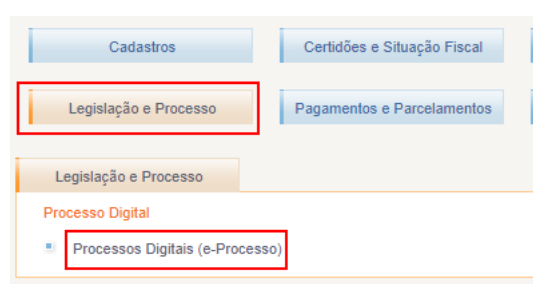 Cadastros
Certidões e Situação Fiscal
Legislação e Processo
Pagamentos e Parcelamentos
Legislação e Processo
Processo Digital
Processos Digitais (e-Processo)